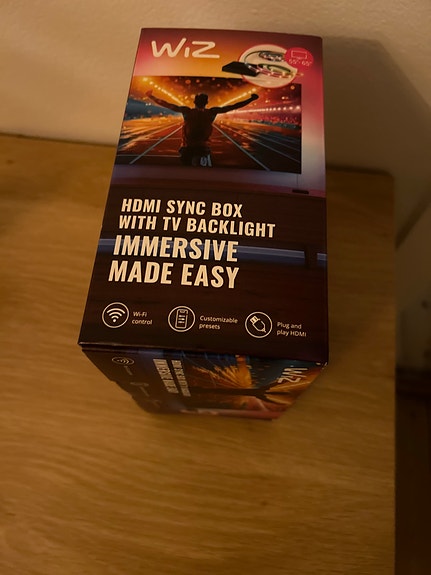 WiZ
55"-65"
HDMI SYNC BOX
WITH TV BACKLIGHT
IMMERSIVE
MADE EASY
Wi-Fi
control
Customizable
presets
Plug and
play HDMI
WiZ